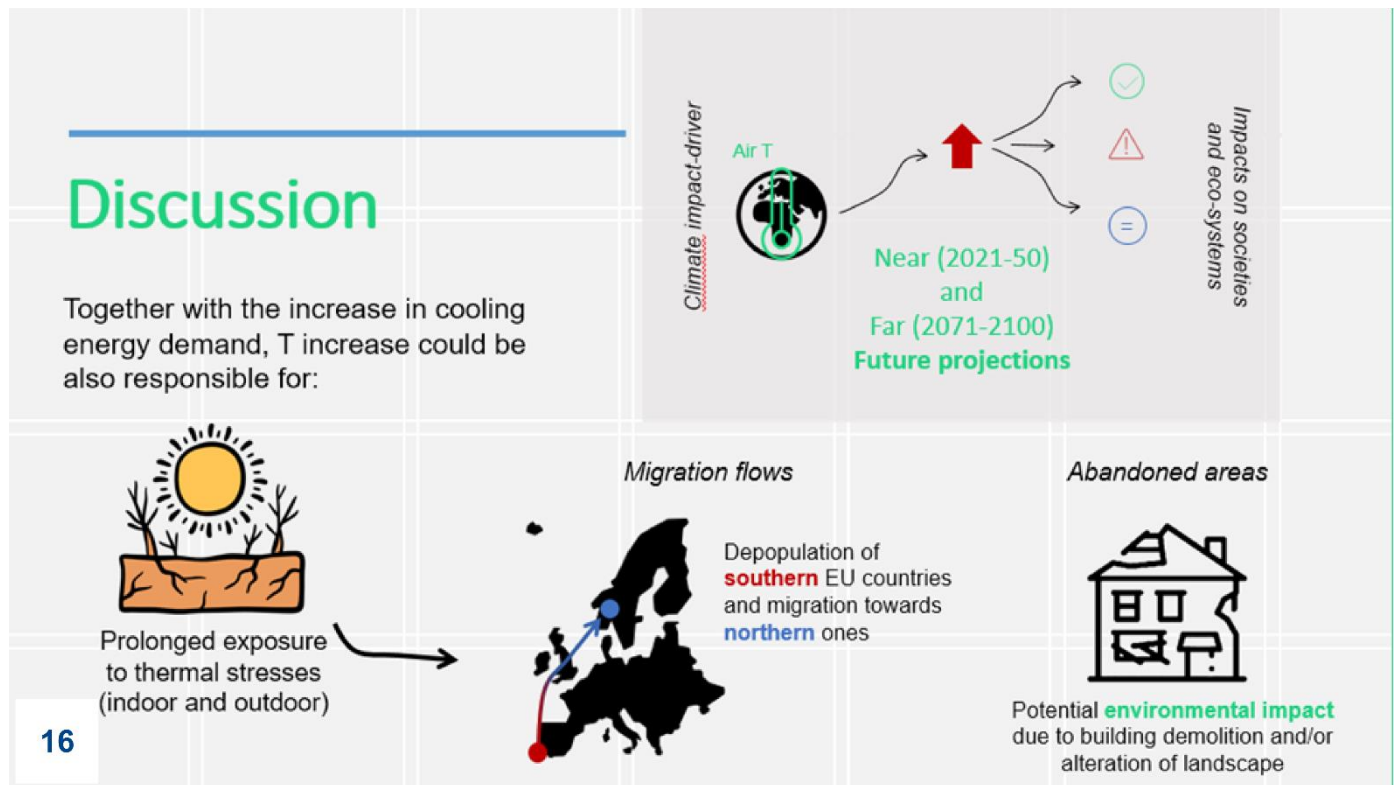 Discussion
Together with the increase in cooling
energy demand, T increase could be
also responsible for:
Climate impact-driver
Air T
Near (2021-50)
and
Far (2071-2100)
Future projections
Impacts on societies
and eco-systems
Prolonged exposure
to thermal stresses
(indoor and outdoor)
Migration flows
Depopulation of
southern EU countries
and migration towards
northern ones
Abandoned areas
Potential environmental impact
due to building demolition and/or
alteration of landscape
16